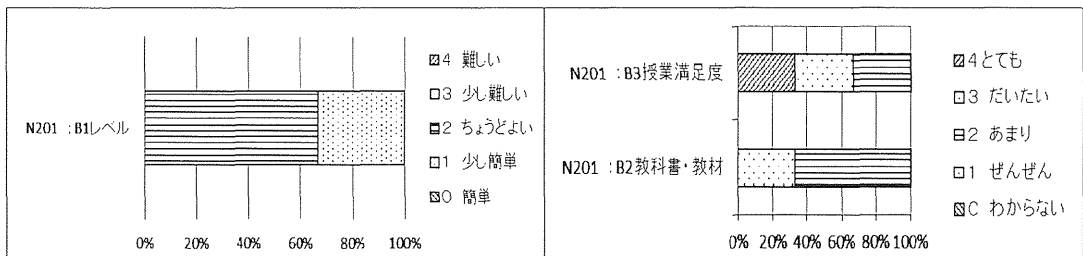 N201 :B1レベル
0% 20% 40% 60% 80% 100%
4 難しい
3 少し難しい
2 ちょうどよい
1 少し簡単
0 簡単
N201 :B3授業満足度
N201 :B2教科書・教材
0% 20% 40% 60% 80% 100%
4とても
3 だいたい
2 あまり
1 ぜんぜん
C わからない